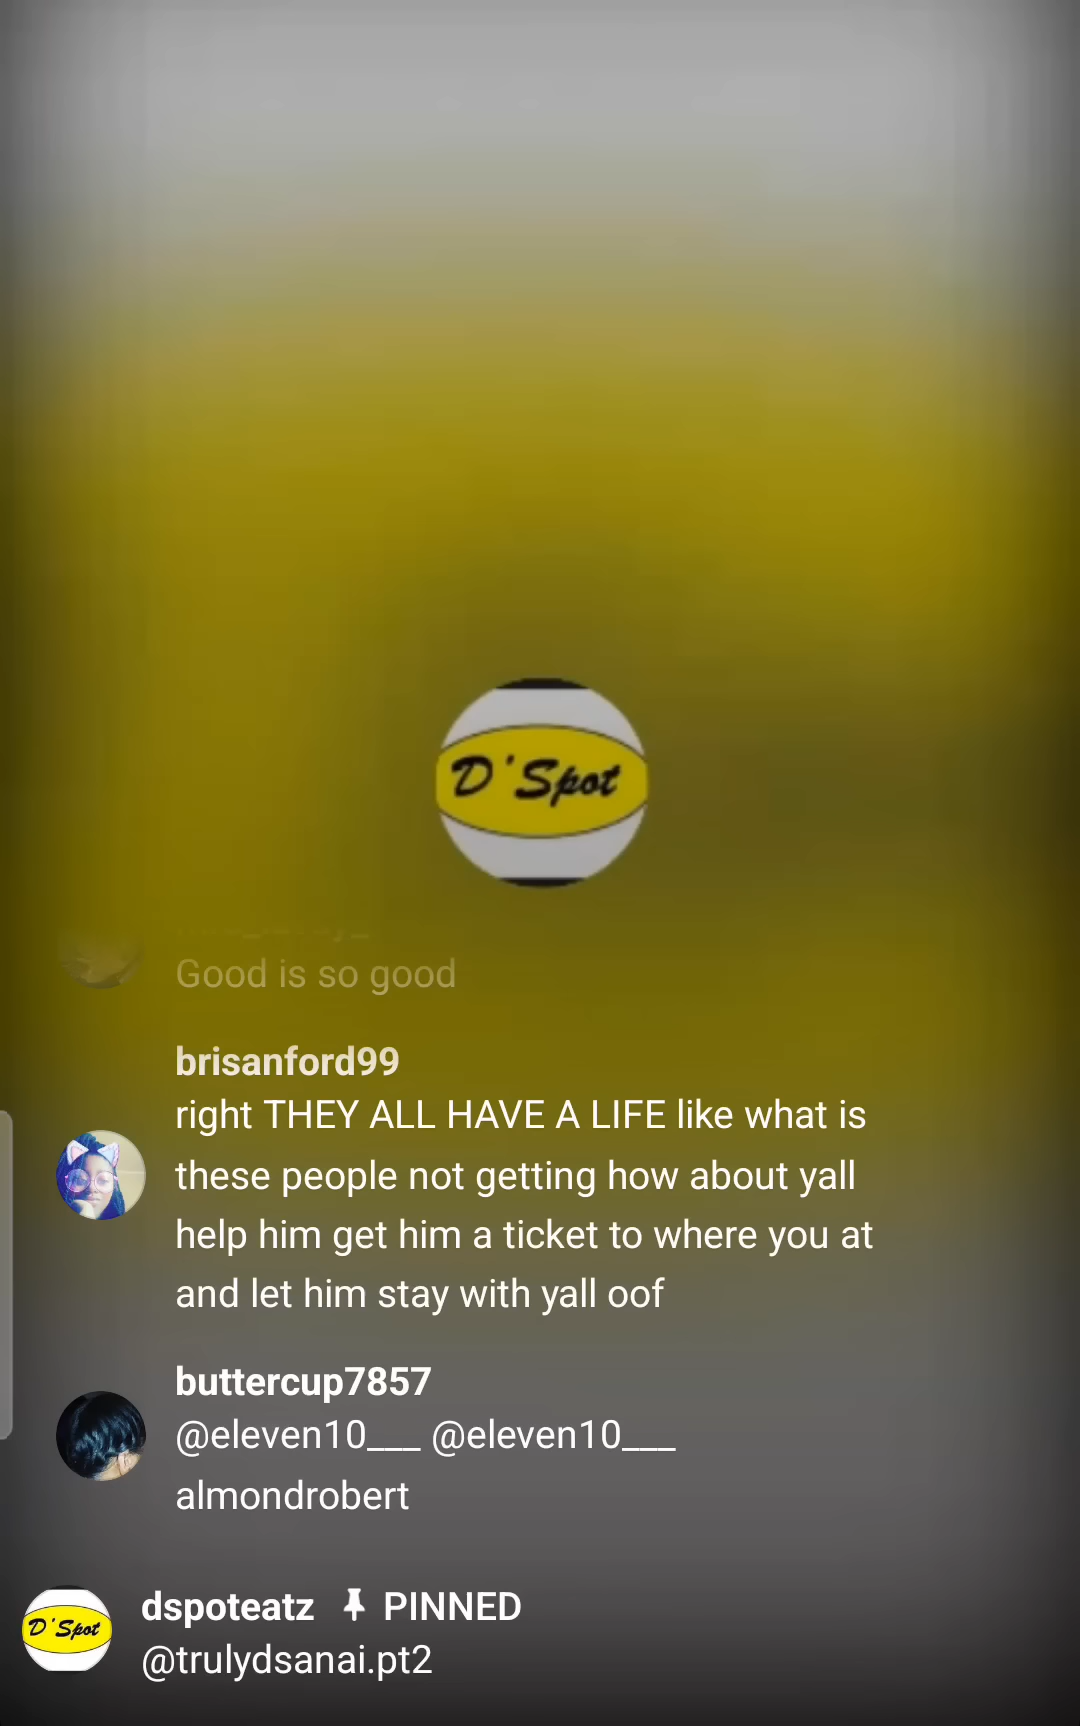 D'Spot
Good is so good
brisanford99
right THEY ALL HAVE A LIFE like what is
these people not getting how about yall
help him get him a ticket to where you at
and let him stay with yall oof
buttercup7857
@eleven10___ @eleven10___
almondrobert
D'Spot
dspoteatz PINNED
@trulydsanai.pt2